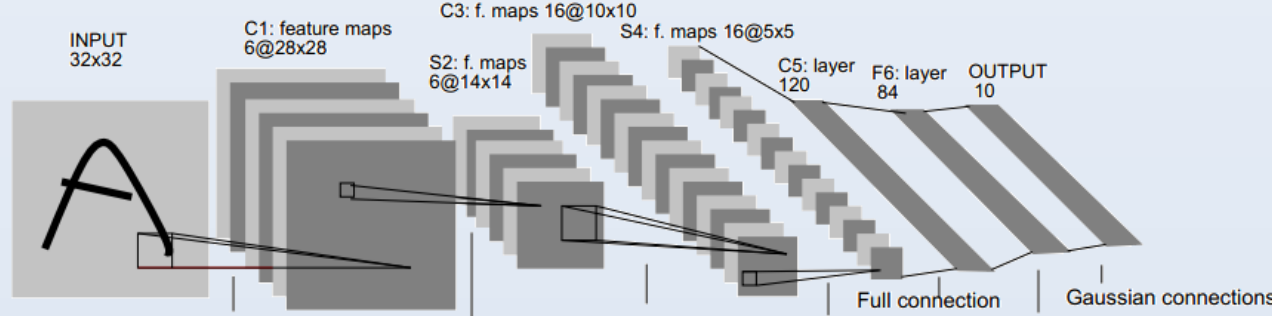 INPUT
32x32
C1: feature maps
6@28x28
S2: f. maps
6@14x14
C3: f. maps 16@10x10
S4: f. maps 16@5x5
C5: layer
120
F6: layer
84
OUTPUT
10
Full connection
Gaussian connections